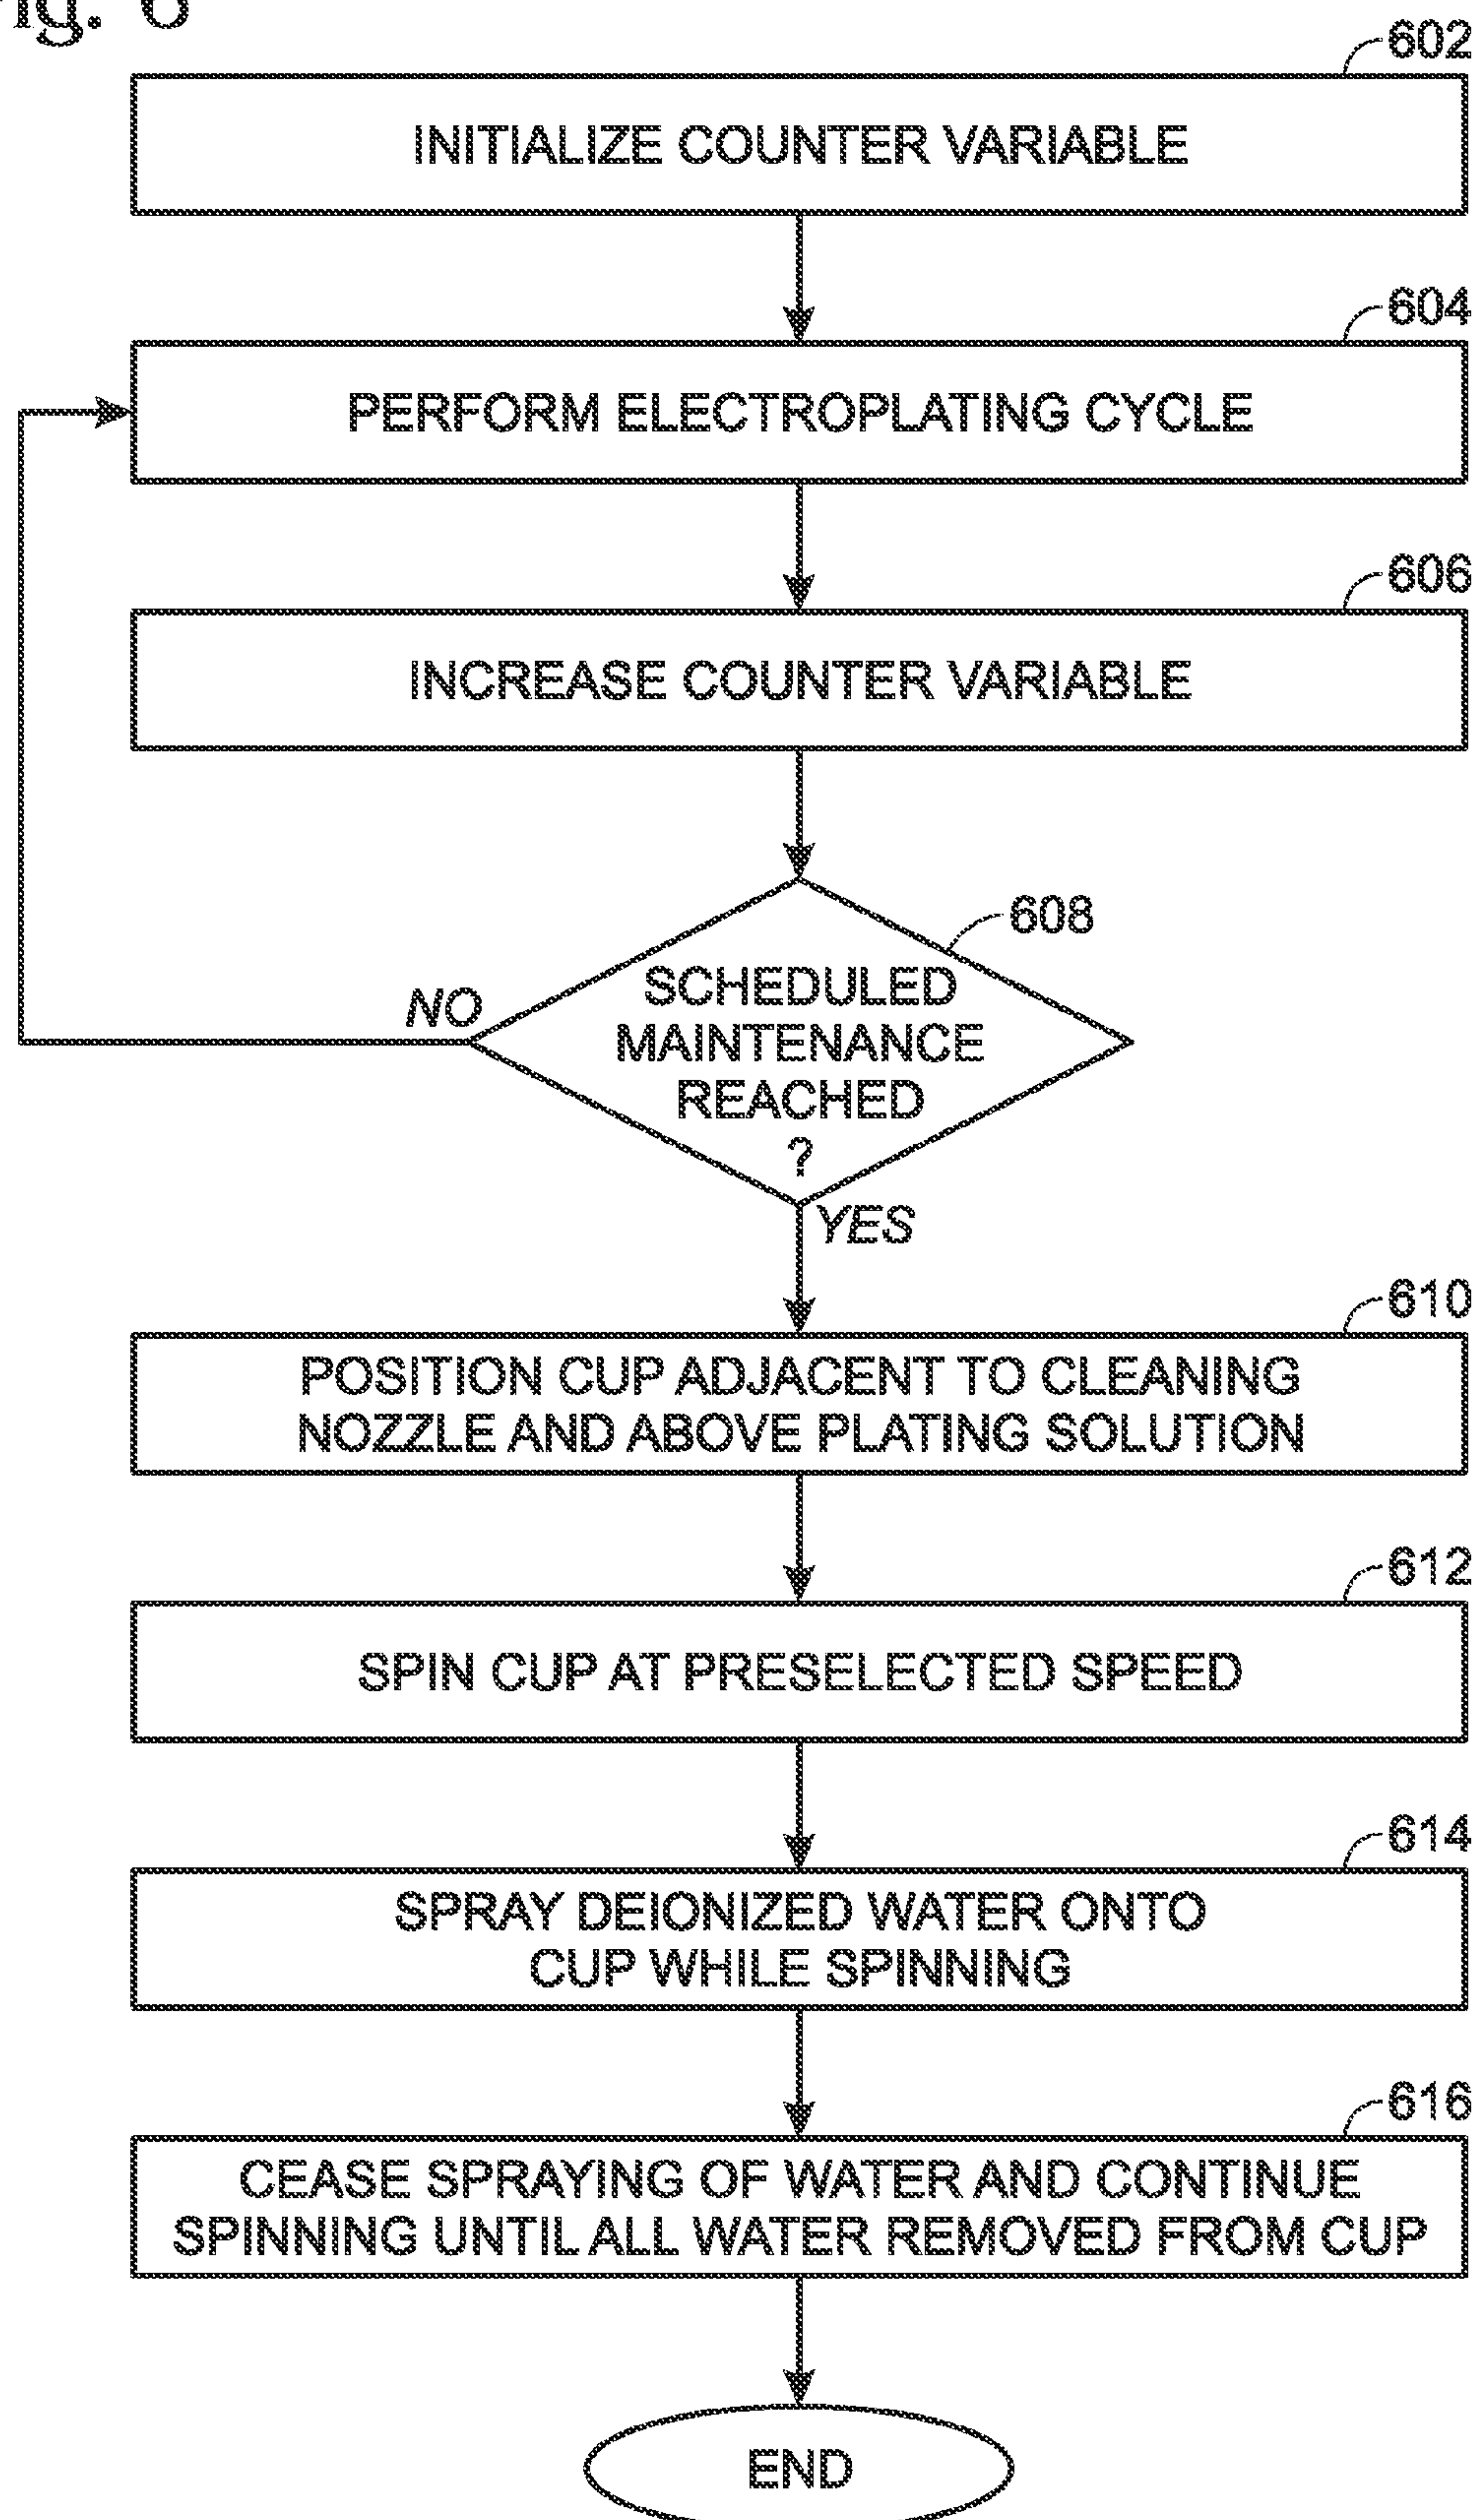 602
INITIALIZE COUNTER VARIABLE
604
PERFORM ELECTROPLATING CYCLE
606
INCREASE COUNTER VARIABLE
608
SCHEDULED
MAINTENANCE
REACHED
?
NO
YES
610
POSITION CUP ADJACENT TO CLEANING
NOZZLE AND ABOVE PLATING SOLUTION
612
SPIN CUP AT PRESELECTED SPEED
614
SPRAY DEIONIZED WATER ONTO
CUP WHILE SPINNING
616
CEASE SPRAYING OF WATER AND CONTINUE
SPINNING UNTIL ALL WATER REMOVED FROM CUP
END